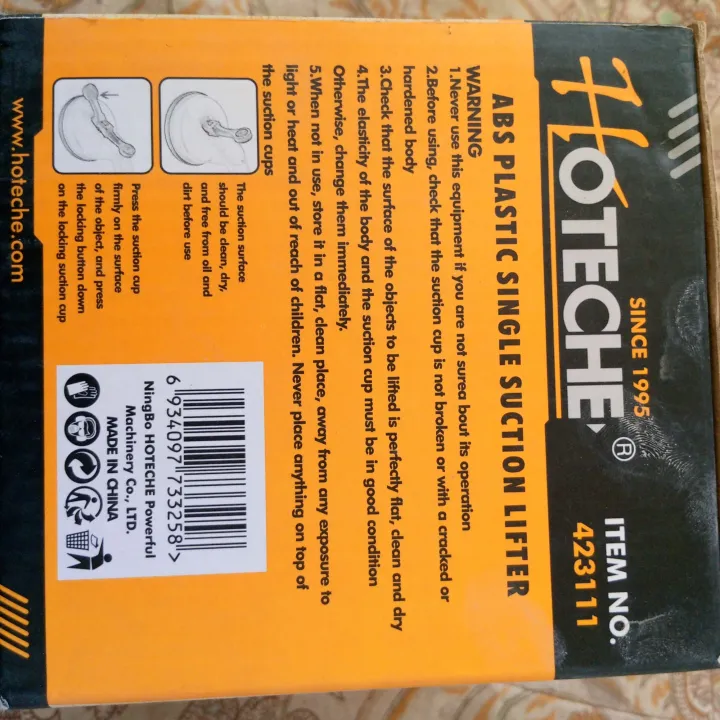 HOTECHE®
SINCE 1995
ITEM NO.
423111
ABS PLASTIC SINGLE SUCTION LIFTER
WARNING
1.Never use this equipment if you are not surea bout its operation
2.Before using, check that the suction cup is not broken or with a cracked or
hardened body
3.Check that the surface of the objects to be lifted is perfectly flat, clean and dry
4.The elasticity of the body and the suction cup must be in good condition
Otherwise, change them immediately.
5.When not in use, store it in a flat, clean place, away from any exposure to
light or heat and out of reach of children. Never place anything on top of
the suction cups
The suction surface
should be clean, dry,
and free from oil and
dirt before use
Press the suction cup
firmly on the surface
of the object, and press
the locking button down
on the locking suction cup
6 934097 733258 >
NingBo HOTECHE Powerful
Machinery Co., LTD.
MADE IN CHINA
www.hoteche.com